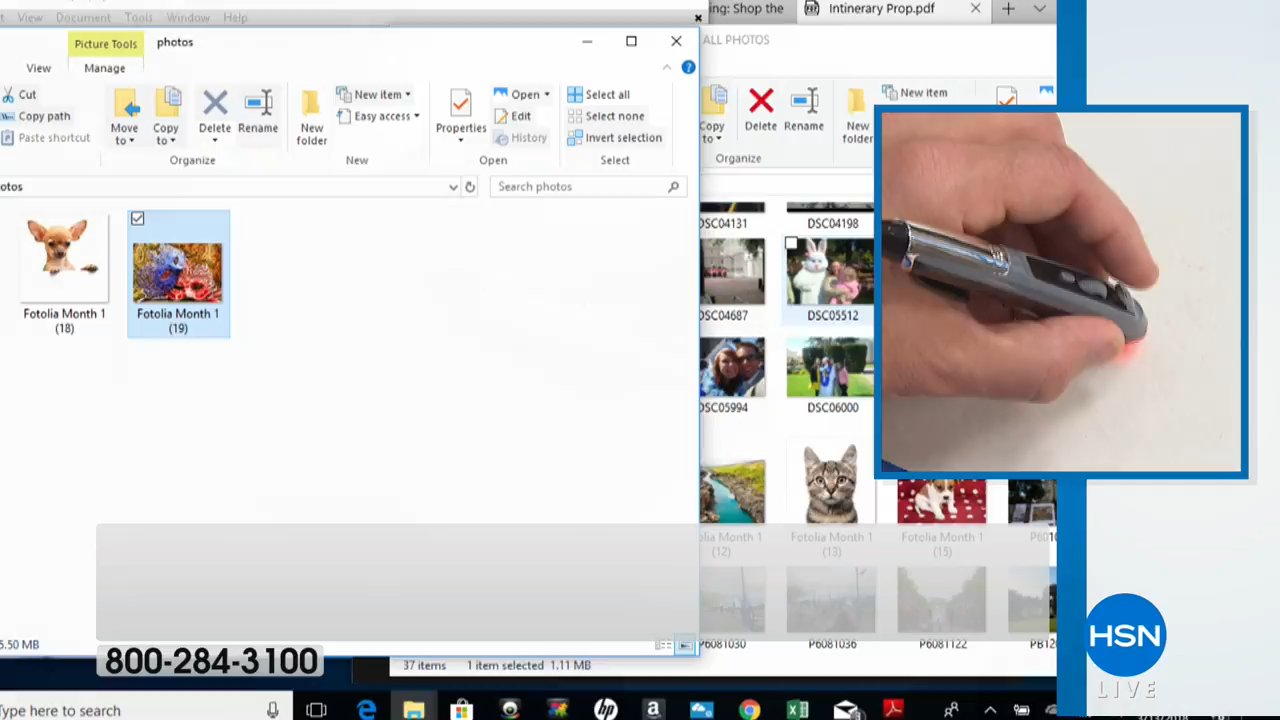 View Document Tools Window Help
ing: Shop the
Intinerary Prop.pdf
Picture Tools
photos
ALL PHOTOS
View
Manage
Cut
Copy path
Paste shortcut
Move to
Copy to
Delete
Rename
New folder
New item
Easy access
Properties
Open
Edit
History
Select all
Select none
Invert selection
Organize
New
Open
Select
Copy to
Delete
Rename
New folder
New item
Organize
otos
Search photos
Fotolia Month 1 (18)
Fotolia Month 1 (19)
DSC04131
DSC04198
DSC04687
DSC05512
DSC05994
DSC06000
olia Month 1 (12)
Fotolia Month 1 (13)
Fotolia Month 1 (15)
P6081030
P6081036
P6081122
5.50 MB
37 items 1 item selected 1.11 MB
800-284-3100
Type here to search
hp
HSN
LIVE